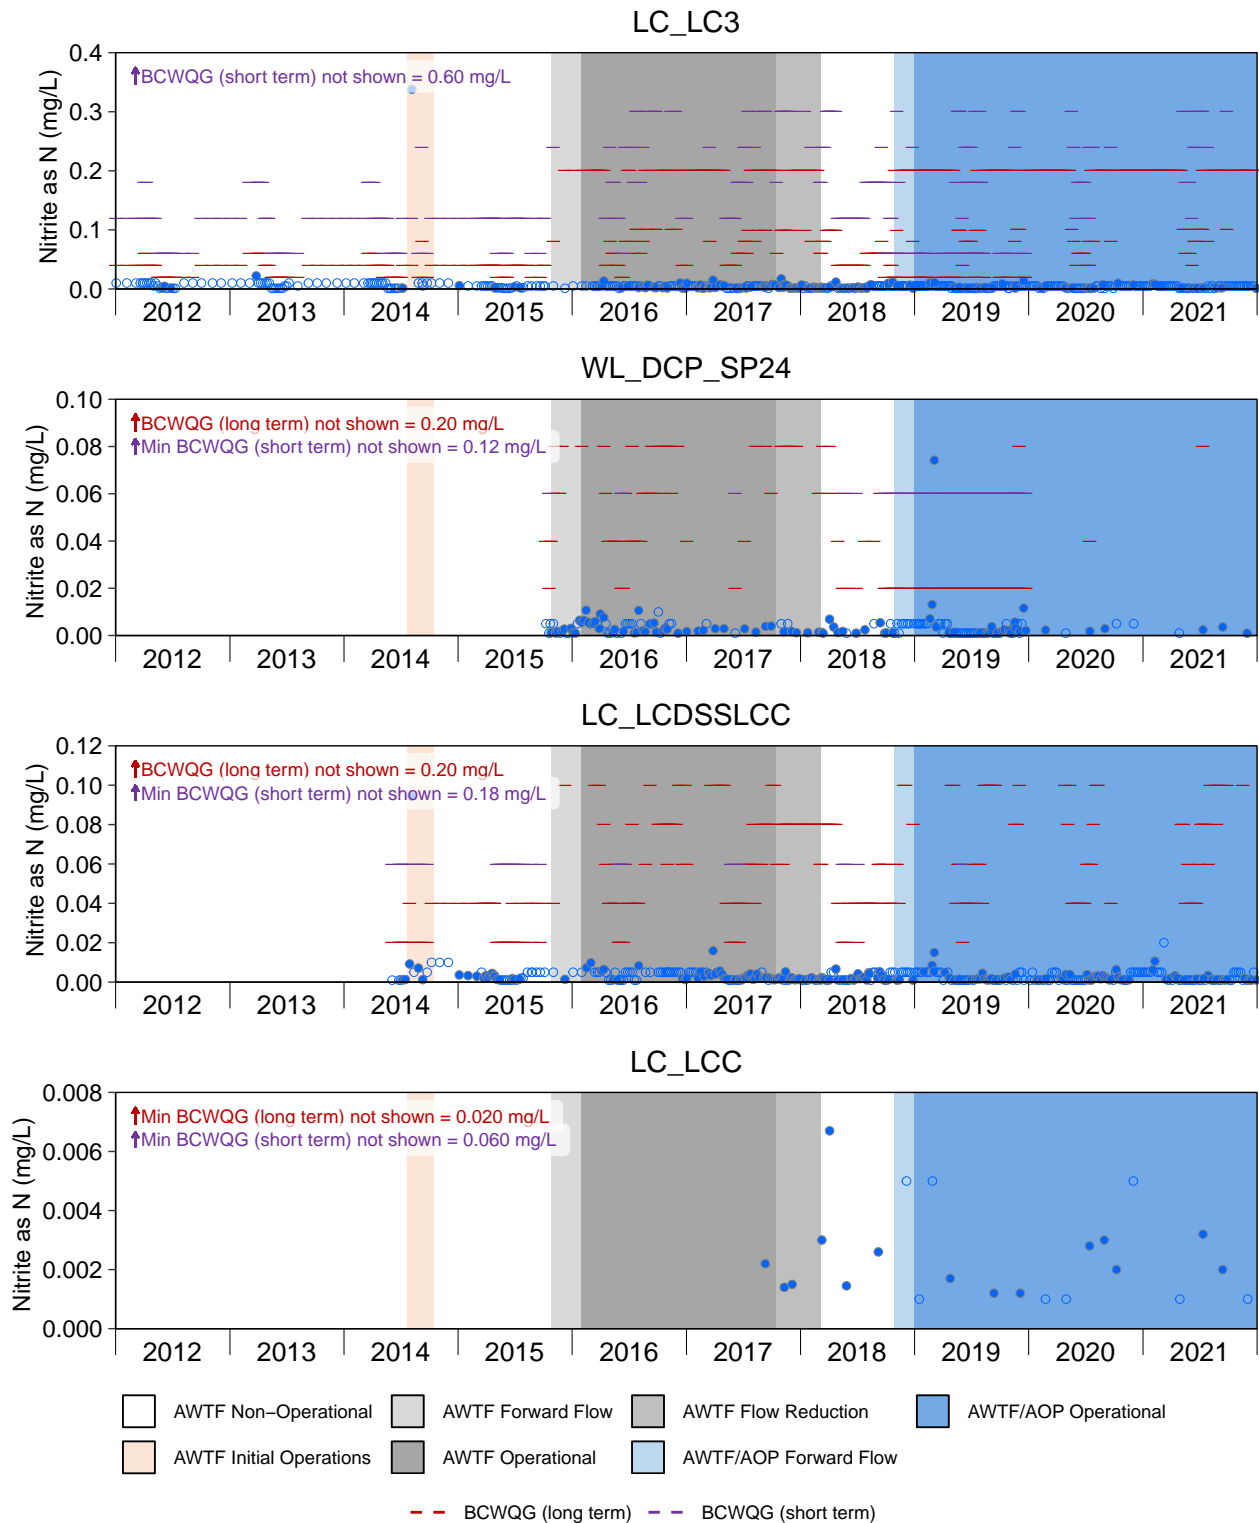 LC_LC3
Nitrite as N (mg/L)
0.4
0.3
0.2
0.1
0.0
↑BCWQG (short term) not shown = 0.60 mg/L
2012 2013 2014 2015 2016 2017 2018 2019 2020 2021
WL_DCP_SP24
Nitrite as N (mg/L)
0.10
0.08
0.06
0.04
0.02
0.00
↑BCWQG (long term) not shown = 0.20 mg/L
↑Min BCWQG (short term) not shown = 0.12 mg/L
2012 2013 2014 2015 2016 2017 2018 2019 2020 2021
LC_LCDSSLCC
Nitrite as N (mg/L)
0.12
0.10
0.08
0.06
0.04
0.02
0.00
↑BCWQG (long term) not shown = 0.20 mg/L
↑Min BCWQG (short term) not shown = 0.18 mg/L
2012 2013 2014 2015 2016 2017 2018 2019 2020 2021
LC_LCC
Nitrite as N (mg/L)
0.008
0.006
0.004
0.002
0.000
↑Min BCWQG (long term) not shown = 0.020 mg/L
↑Min BCWQG (short term) not shown = 0.060 mg/L
2012 2013 2014 2015 2016 2017 2018 2019 2020 2021
AWTF Non−Operational AWTF Forward Flow AWTF Flow Reduction AWTF/AOP Operational
AWTF Initial Operations AWTF Operational AWTF/AOP Forward Flow
BCWQG (long term) BCWQG (short term)